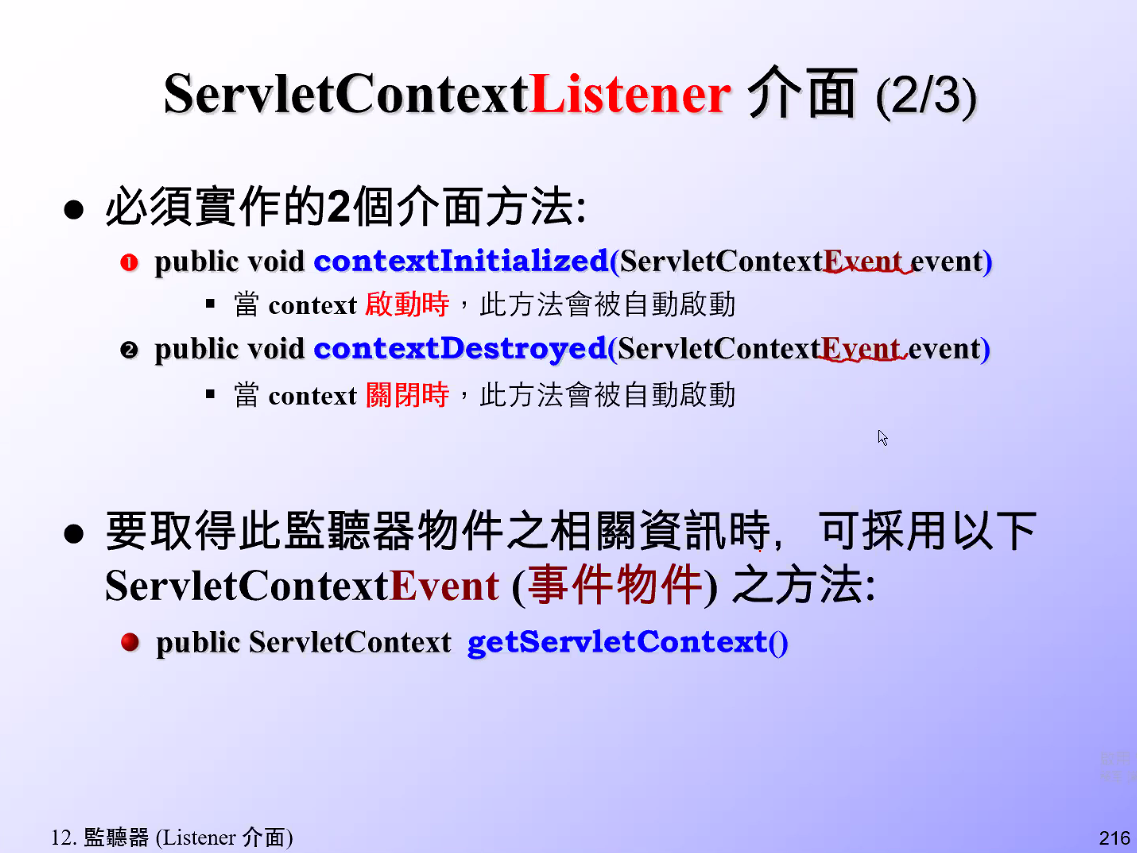 ServletContextListener 介面 (2/3)
● 必須實作的2個介面方法:
❶ public void contextInitialized(ServletContextEvent event)
▪ 當 context 啟動時，此方法會被自動啟動
❷ public void contextDestroyed(ServletContextEvent event)
▪ 當 context 關閉時，此方法會被自動啟動
● 要取得此監聽器物件之相關資訊時, 可採用以下
ServletContextEvent (事件物件) 之方法:
● public ServletContext getServletContext()
12. 監聽器 (Listener 介面)
216